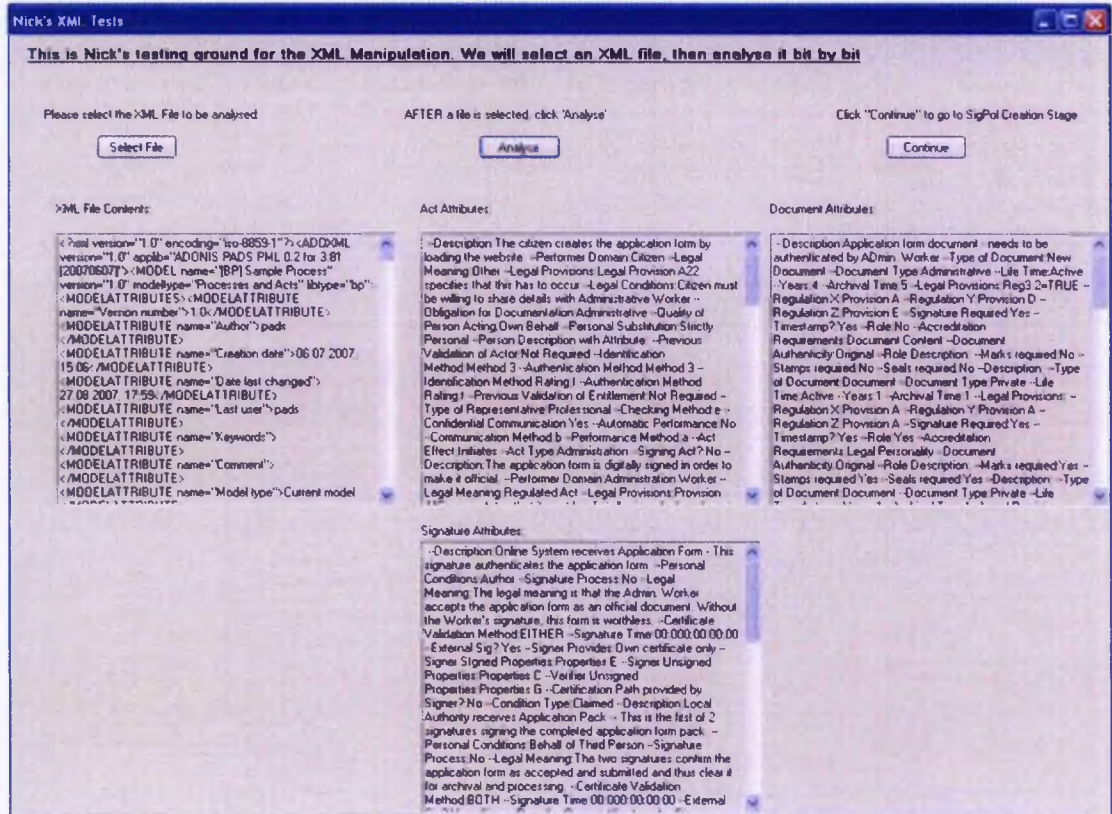 Nick's XML Tests
This is Nick's testing ground for the XML Manipulation. We will select an XML file, then analyse it bit by bit
Please select the XML File to be analysed
AFTER a file is selected, click 'Analyse'
Click "Continue" to go to SigPol Creation Stage
Select File
Analyse
Continue
XML File Contents:
<?xml version="1.0" encoding="iso-8859-1"?><ADOXML
version="1.0" applib="ADONIS PADS PML 0.2 for 3.81
[20070607]"><MODEL name="[BP] Sample Process"
version="1.0" modeltype="Processes and Acts" libtype="bp">
<MODELATTRIBUTES><MODELATTRIBUTE
name="Version number">1.0</MODELATTRIBUTE>
<MODELATTRIBUTE name="Author">pads
</MODELATTRIBUTE>
<MODELATTRIBUTE name="Creation date">06.07.2007,
15:06</MODELATTRIBUTE>
<MODELATTRIBUTE name="Date last changed">
27.08.2007, 17:59</MODELATTRIBUTE>
<MODELATTRIBUTE name="Last user">pads
</MODELATTRIBUTE>
<MODELATTRIBUTE name="Keywords">
</MODELATTRIBUTE>
<MODELATTRIBUTE name="Comment">
</MODELATTRIBUTE>
<MODELATTRIBUTE name="Model type">Current model
Act Attributes:
--Description:The citizen creates the application form by
loading the website --Performer Domain:Citizen --Legal
Meaning:Other --Legal Provisions:Legal Provision A22
specifies that this has to occur --Legal Conditions:Citizen must
be willing to share details with Administrative Worker --
Obligation for Documentation:Administrative --Quality of
Person Acting:Own Behalf --Personal Substitution:Strictly
Personal --Person Description with Attribute: --Previous
Validation of Actor:Not Required --Identification
Method:Method 3 --Authentication Method:Method 3 --
Identification Method Rating:1 --Authentication Method
Rating:1 --Previous Validation of Entitlement:Not Required --
Type of Representative:Professional --Checking Method:e --
Confidential Communication:Yes --Automatic Performance:No
--Communication Method:b --Performance Method:a --Act
Effect:Initiates --Act Type:Administration --Signing Act?:No --
Description:The application form is digitally signed in order to
make it official. --Performer Domain:Administration Worker --
Legal Meaning:Regulated Act --Legal Provisions:Provision
Document Attributes:
--Description:Application form document - needs to be
authenticated by ADmin. Worker --Type of Document:New
Document --Document Type:Administrative --Life Time:Active
--Years:4 --Archival Time:5 --Legal Provisions:Reg3.2=TRUE --
Regulation X:Provision A --Regulation Y:Provision D --
Regulation Z:Provision E --Signature Required:Yes --
Timestamp?:Yes --Role:No --Accreditation
Requirements:Document Content --Document
Authenticity:Original --Role Description: --Marks required:No --
Stamps required:No --Seals required:No --Description: --Type
of Document:Document --Document Type:Private --Life
Time:Active --Years:1 --Archival Time:1 --Legal Provisions: --
Regulation X:Provision A --Regulation Y:Provision A --
Regulation Z:Provision A --Signature Required:Yes --
Timestamp?:Yes --Role:Yes --Accreditation
Requirements:Legal Personality --Document
Authenticity:Original --Role Description: --Marks required:Yes --
Stamps required:Yes --Seals required:Yes --Description: --Type
of Document:Document --Document Type:Private --Life
Signature Attributes:
--Description:Online System receives Application Form - This
signature authenticates the application form --Personal
Conditions:Author --Signature Process:No --Legal
Meaning:The legal meaning is that the Admin. Worker
accepts the application form as an official document. Without
the Worker's signature, this form is worthless. --Certificate
Validation Method:EITHER --Signature Time:00:000:00:00:00
--External Sig?:Yes --Signer Provides:Own certificate only --
Signer SIgned Properties:Properties E --Signer Unsigned
Properties:Properties C --Verifier Unsigned
Properties:Properties G --Certification Path provided by
Signer?:No --Condition Type:Claimed --Description:Local
Authority receives Application Pack - This is the first of 2
signatures signing the completed application form pack --
Personal Conditions:Behalf of Third Person --Signature
Process:No --Legal Meaning:The two signatures confirm the
application form as accepted and submitted and thus clear it
for archival and processing. --Certificate Validation
Method:BOTH --Signature Time:00:000:00:00:00 --External